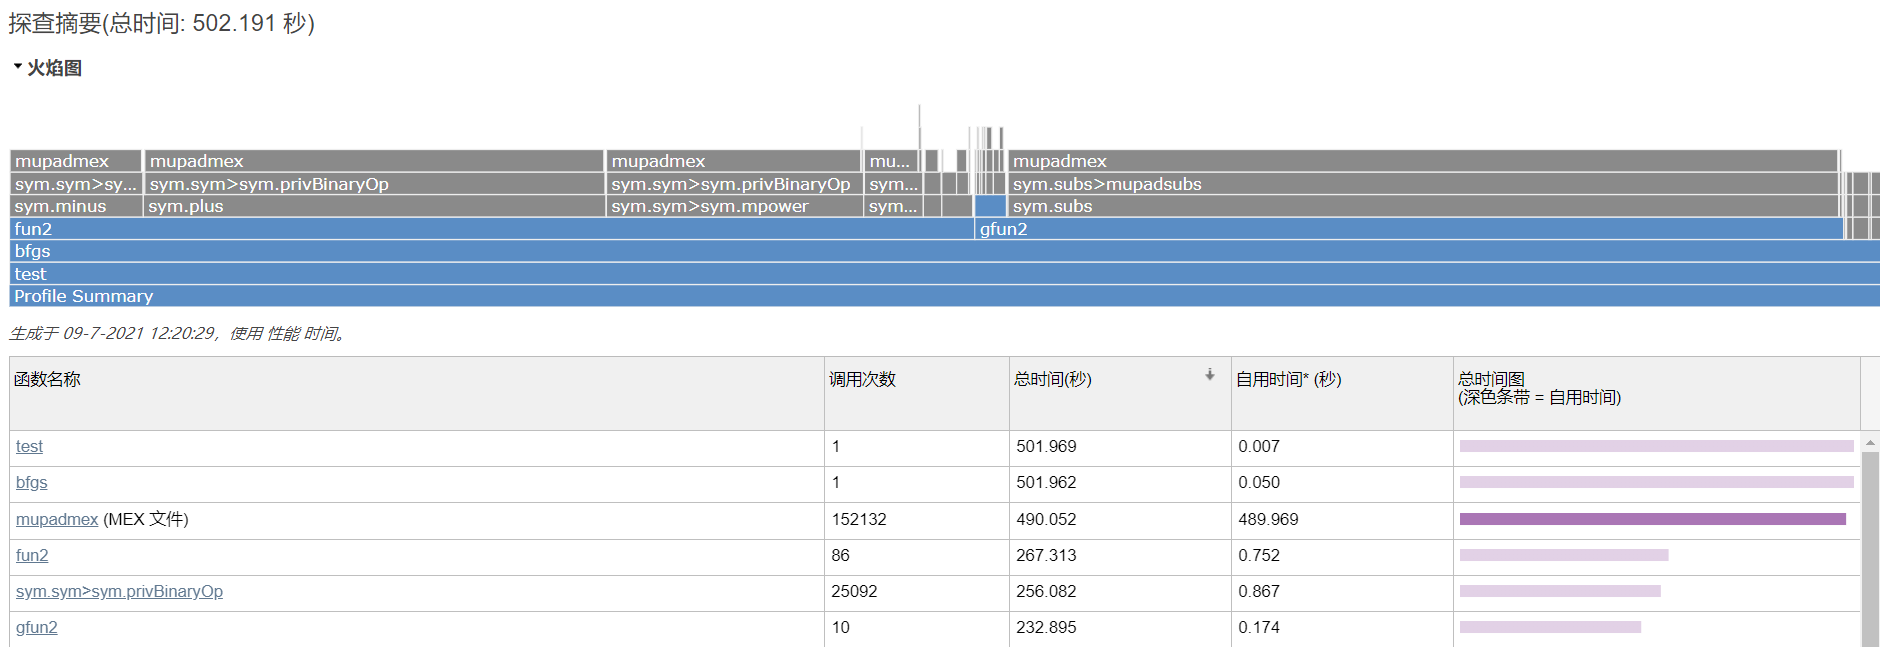 探查摘要(总时间: 502.191 秒)
火焰图
mupadmex mupadmex mupadmex mu... mupadmex
sym.sym>sy... sym.sym>sym.privBinaryOp sym.sym>sym.privBinaryOp sym... sym.subs>mupadsubs
sym.minus sym.plus sym.sym>sym.mpower sym... sym.subs
fun2 gfun2
bfgs
test
Profile Summary
生成于 09-7-2021 12:20:29，使用 性能 时间。
函数名称 调用次数 总时间(秒) 自用时间* (秒) 总时间图
(深色条带 = 自用时间)
test 1 501.969 0.007
bfgs 1 501.962 0.050
mupadmex (MEX 文件) 152132 490.052 489.969
fun2 86 267.313 0.752
sym.sym>sym.privBinaryOp 25092 256.082 0.867
gfun2 10 232.895 0.174